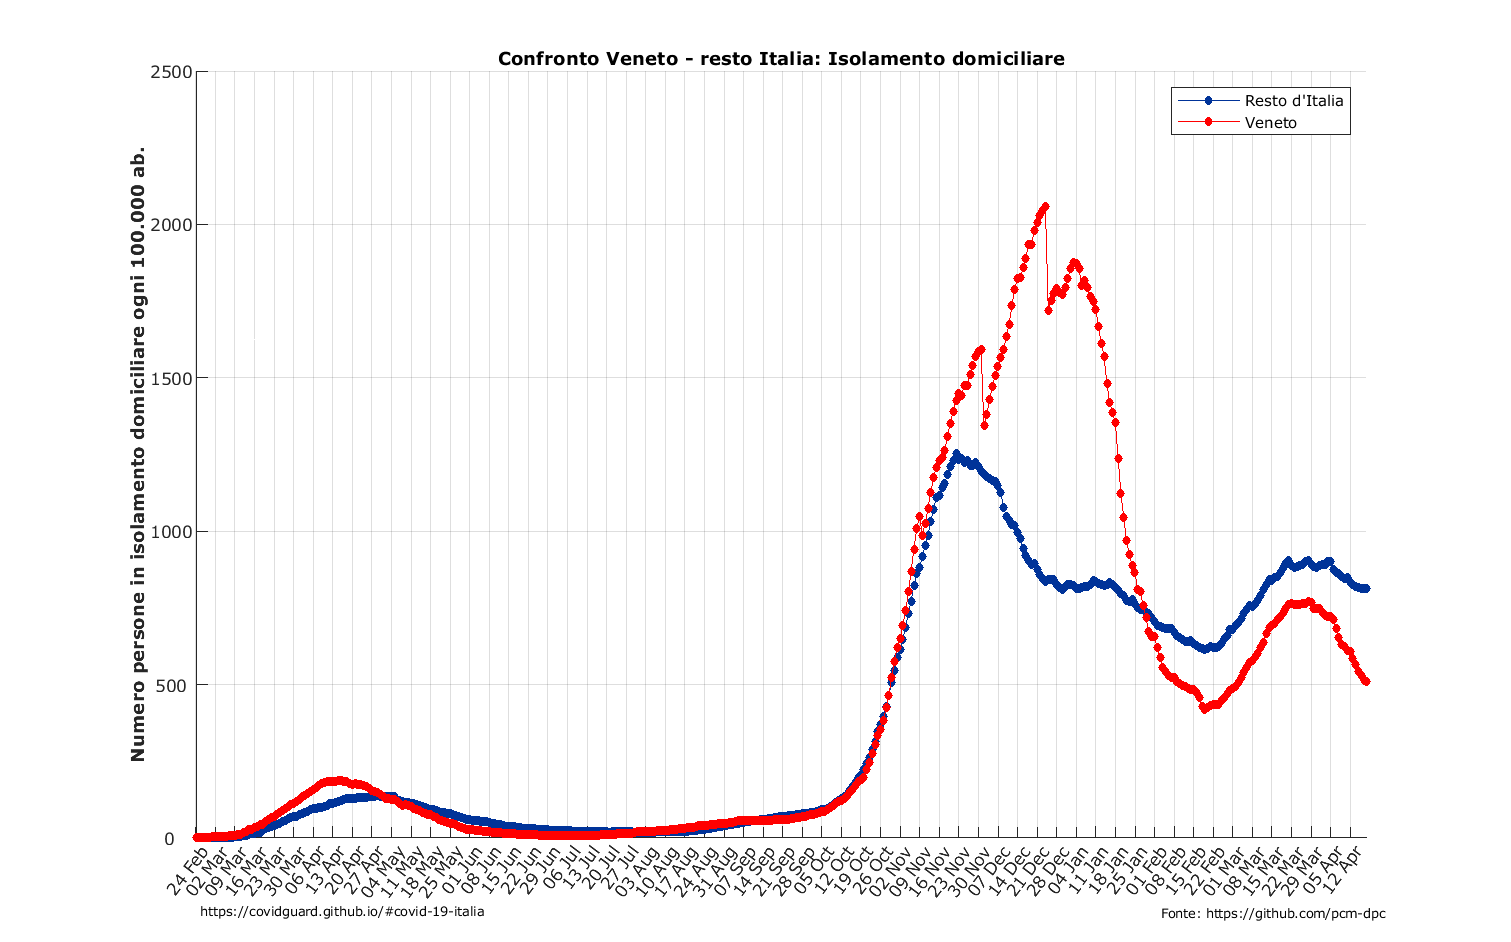 Confronto Veneto - resto Italia: Isolamento domiciliare
Numero persone in isolamento domiciliare ogni 100.000 ab.
2500
2000
1500
1000
500
0
Resto d'Italia
Veneto
24 Feb
02 Mar
09 Mar
16 Mar
23 Mar
30 Mar
06 Apr
13 Apr
20 Apr
27 Apr
04 May
11 May
18 May
25 May
01 Jun
08 Jun
15 Jun
22 Jun
29 Jun
06 Jul
13 Jul
20 Jul
27 Jul
03 Aug
10 Aug
17 Aug
24 Aug
31 Aug
07 Sep
14 Sep
21 Sep
28 Sep
05 Oct
12 Oct
19 Oct
26 Oct
02 Nov
09 Nov
16 Nov
23 Nov
30 Nov
07 Dec
14 Dec
21 Dec
28 Dec
04 Jan
11 Jan
18 Jan
25 Jan
01 Feb
08 Feb
15 Feb
22 Feb
01 Mar
08 Mar
15 Mar
22 Mar
29 Mar
05 Apr
12 Apr
https://covidguard.github.io/#covid-19-italia
Fonte: https://github.com/pcm-dpc